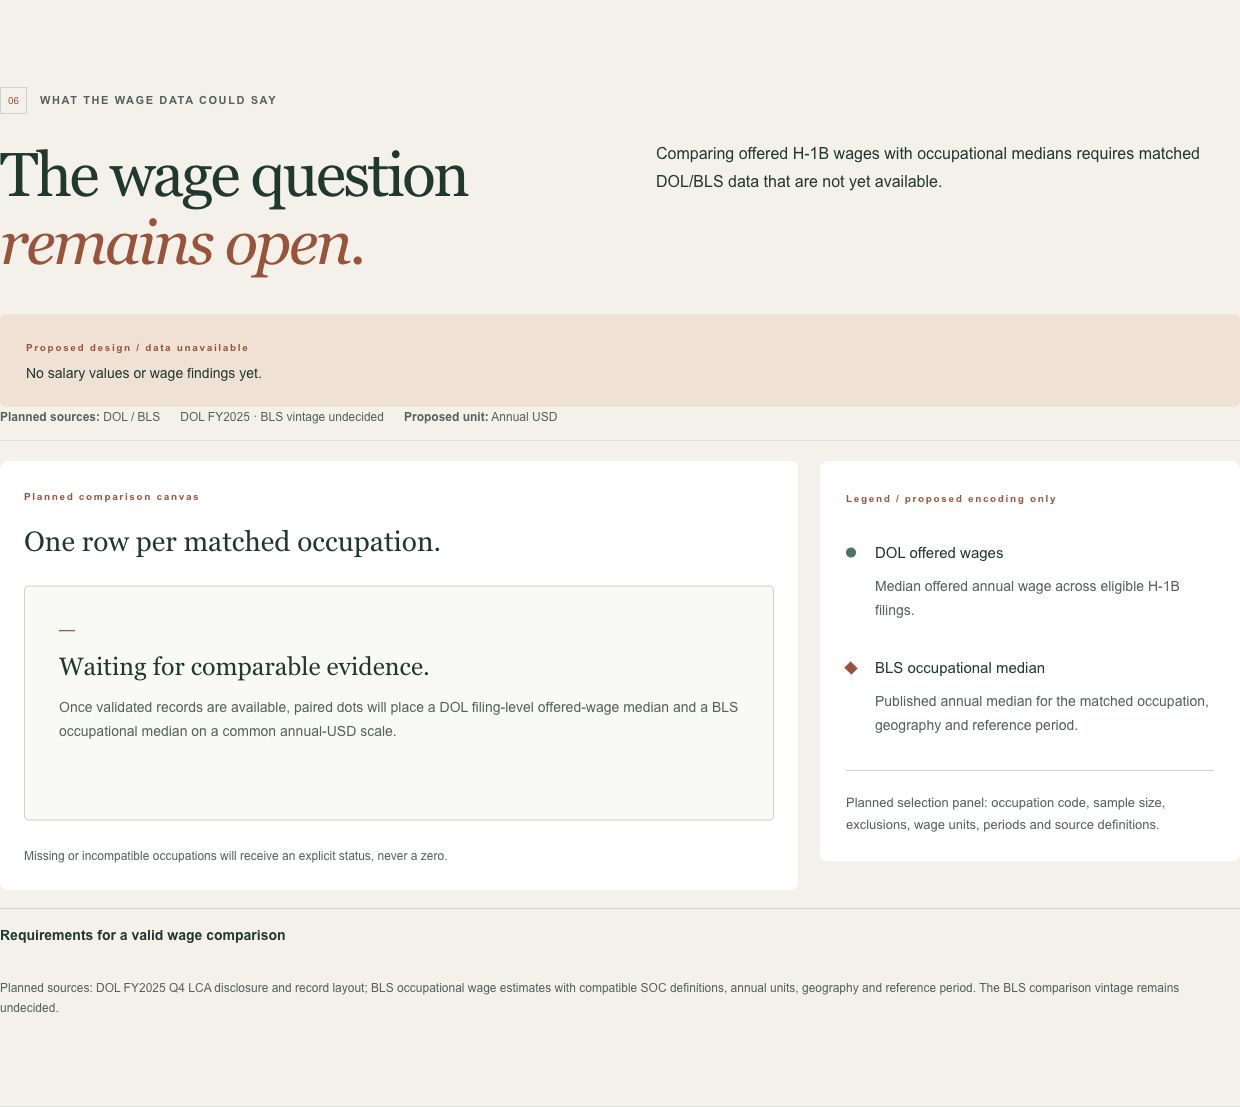 06 WHAT THE WAGE DATA COULD SAY
The wage question
remains open.
Comparing offered H-1B wages with occupational medians requires matched
DOL/BLS data that are not yet available.
Proposed design / data unavailable
No salary values or wage findings yet.
Planned sources: DOL / BLS DOL FY2025 · BLS vintage undecided Proposed unit: Annual USD
Planned comparison canvas
One row per matched occupation.
—
Waiting for comparable evidence.
Once validated records are available, paired dots will place a DOL filing-level offered-wage median and a BLS
occupational median on a common annual-USD scale.
Missing or incompatible occupations will receive an explicit status, never a zero.
Legend / proposed encoding only
DOL offered wages
Median offered annual wage across eligible H-1B
filings.
BLS occupational median
Published annual median for the matched occupation,
geography and reference period.
Planned selection panel: occupation code, sample size,
exclusions, wage units, periods and source definitions.
Requirements for a valid wage comparison
Planned sources: DOL FY2025 Q4 LCA disclosure and record layout; BLS occupational wage estimates with compatible SOC definitions, annual units, geography and reference period. The BLS comparison vintage remains
undecided.